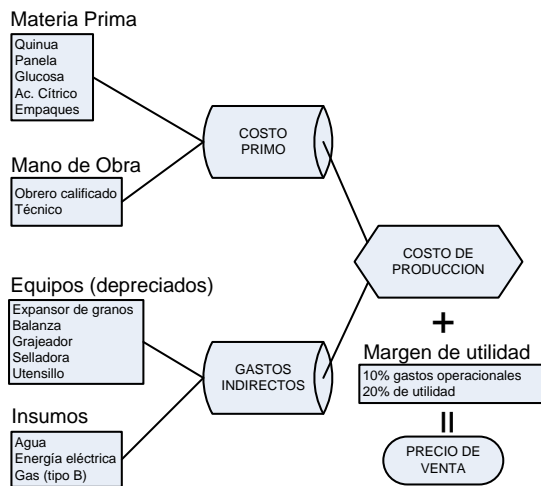 Materia Prima
Quinua
Panela
Glucosa
Ac. Cítrico
Empaques
COSTO
PRIMO
Mano de Obra
Obrero calificado
Técnico
COSTO DE
PRODUCCION
Equipos (depreciados)
Expansor de granos
Balanza
Grajeador
Selladora
Utensillo
GASTOS
INDIRECTOS
Insumos
Agua
Energía eléctrica
Gas (tipo B)
+
Margen de utilidad
10% gastos operacionales
20% de utilidad
=
PRECIO DE
VENTA